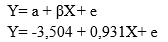 Y= a + βX+ e
Y= -3,504 + 0,931X+ e